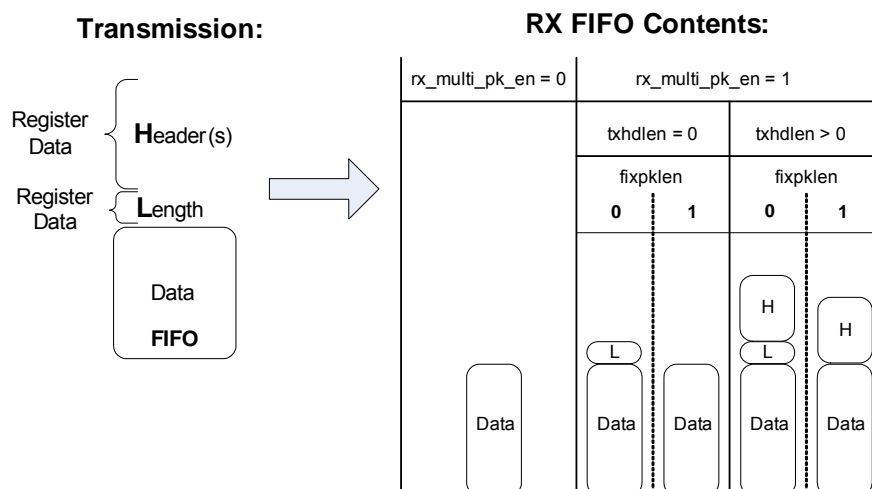 Transmission:
RX FIFO Contents:
Register
Data
Header(s)
Register
Data
Length
Data
FIFO
rx_multi_pk_en = 0
rx_multi_pk_en = 1
txhdlen = 0
txhdlen > 0
fixpklen
fixpklen
0
1
0
1
L
H
L
H
Data
Data
Data
Data
Data